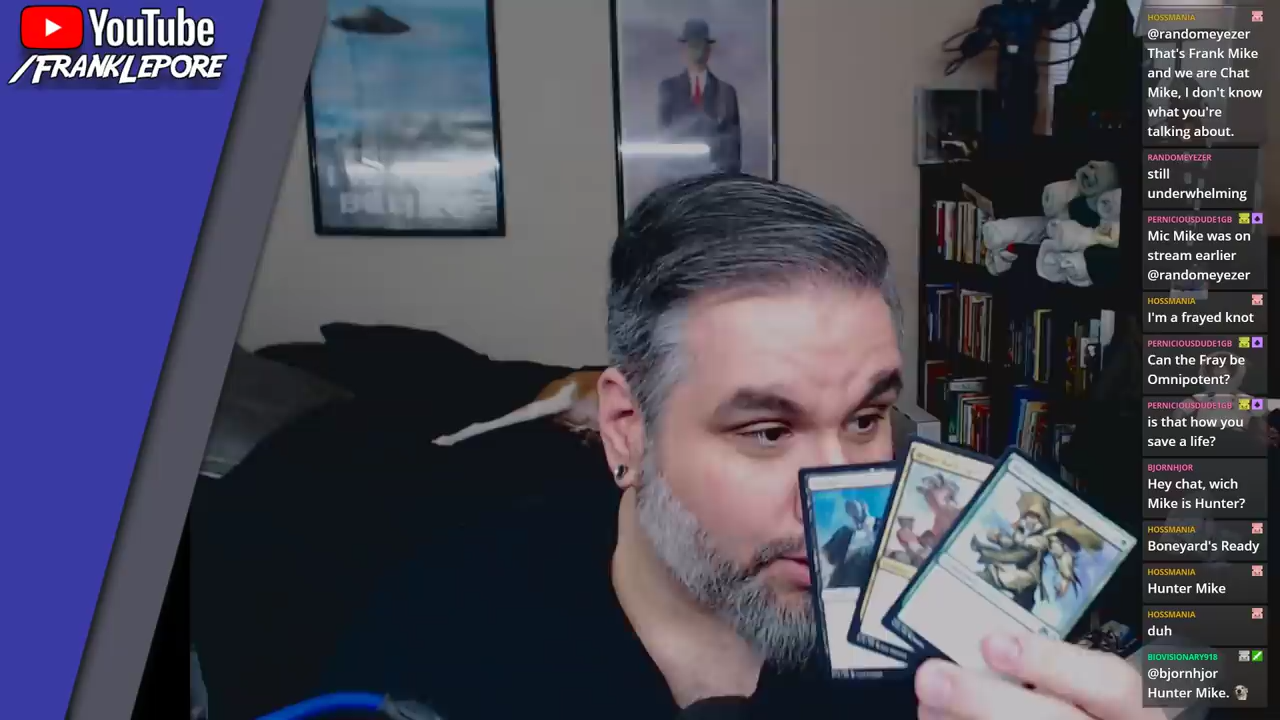 YouTube
/FRANKLEPORE
HOSSMANIA
@randomeyezer
That's Frank Mike
and we are Chat
Mike, I don't know
what you're
talking about.
RANDOMEYEZER
still
underwhelming
PERNICIOUSDUDE1GB
Mic Mike was on
stream earlier
@randomeyezer
HOSSMANIA
I'm a frayed knot
PERNICIOUSDUDE1GB
Can the Fray be
Omnipotent?
PERNICIOUSDUDE1GB
is that how you
save a life?
BJORNHJOR
Hey chat, wich
Mike is Hunter?
HOSSMANIA
Boneyard's Ready
HOSSMANIA
Hunter Mike
HOSSMANIA
duh
BIOVISIONARY918
@bjornhjor
Hunter Mike.